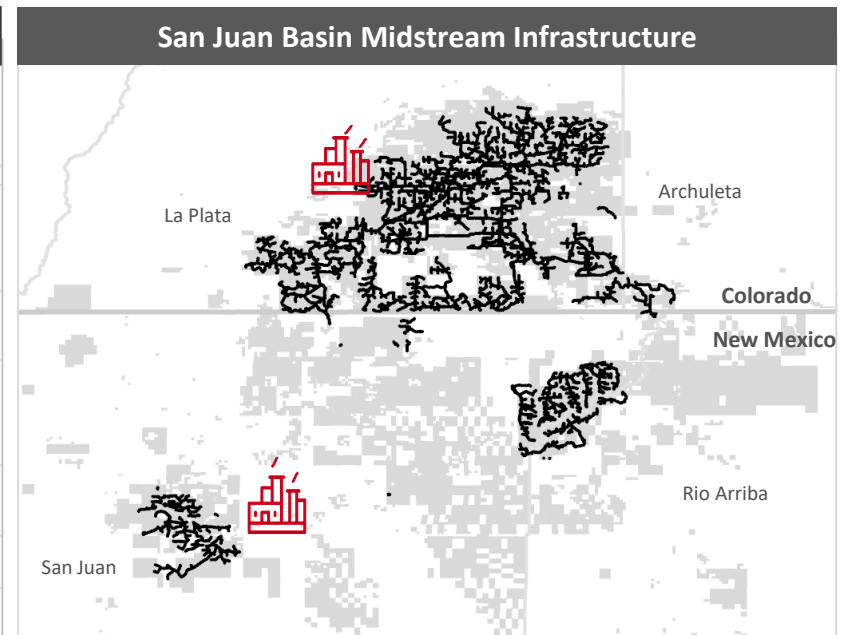 San Juan Basin Midstream Infrastructure
La Plata
Archuleta
Colorado
New Mexico
Rio Arriba
San Juan